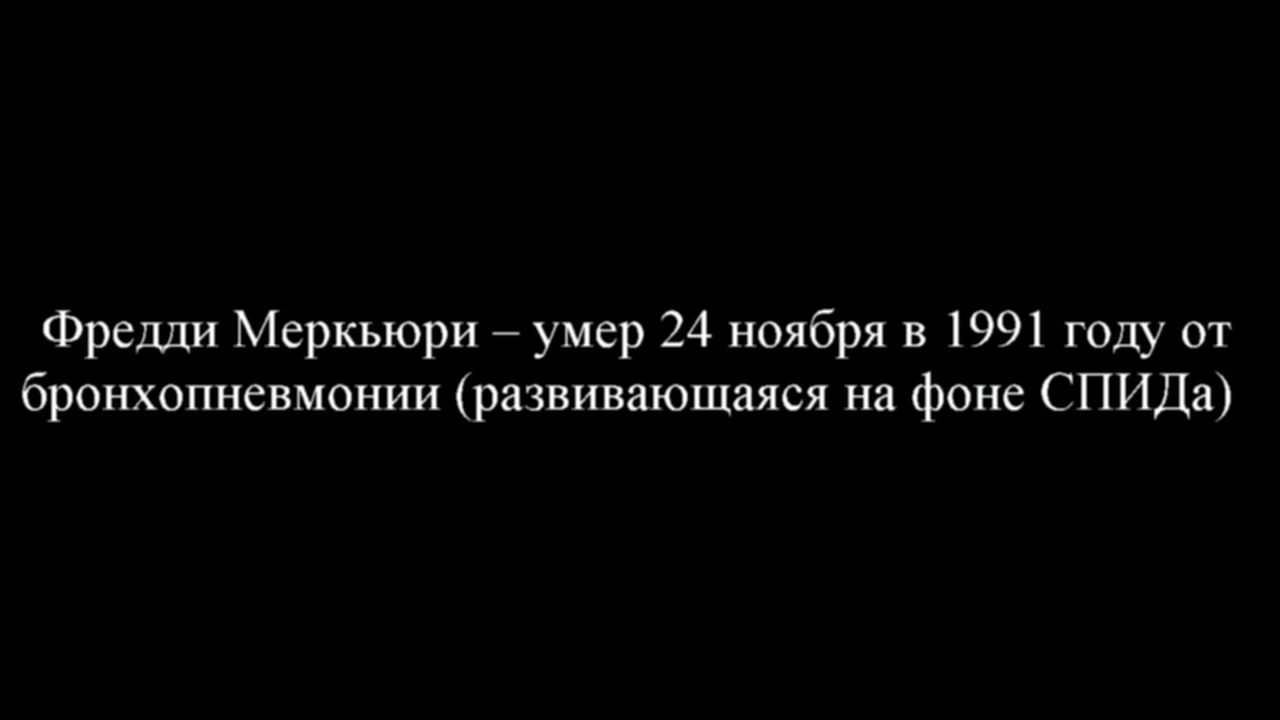 Фредди Меркьюри – умер 24 ноября в 1991 году от
бронхопневмонии (развивающаяся на фоне СПИДа)